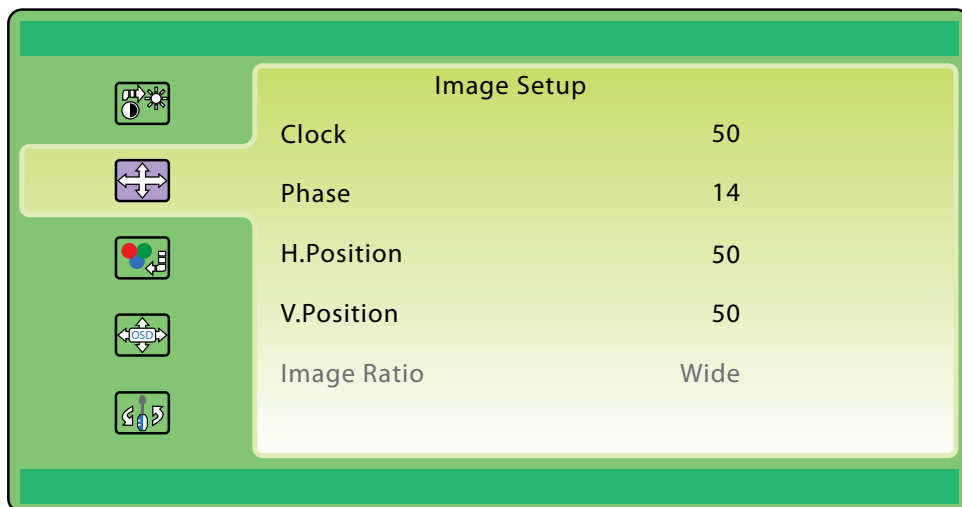 Image Setup
Clock 50
Phase 14
H.Position 50
V.Position 50
OSD
Image Ratio Wide